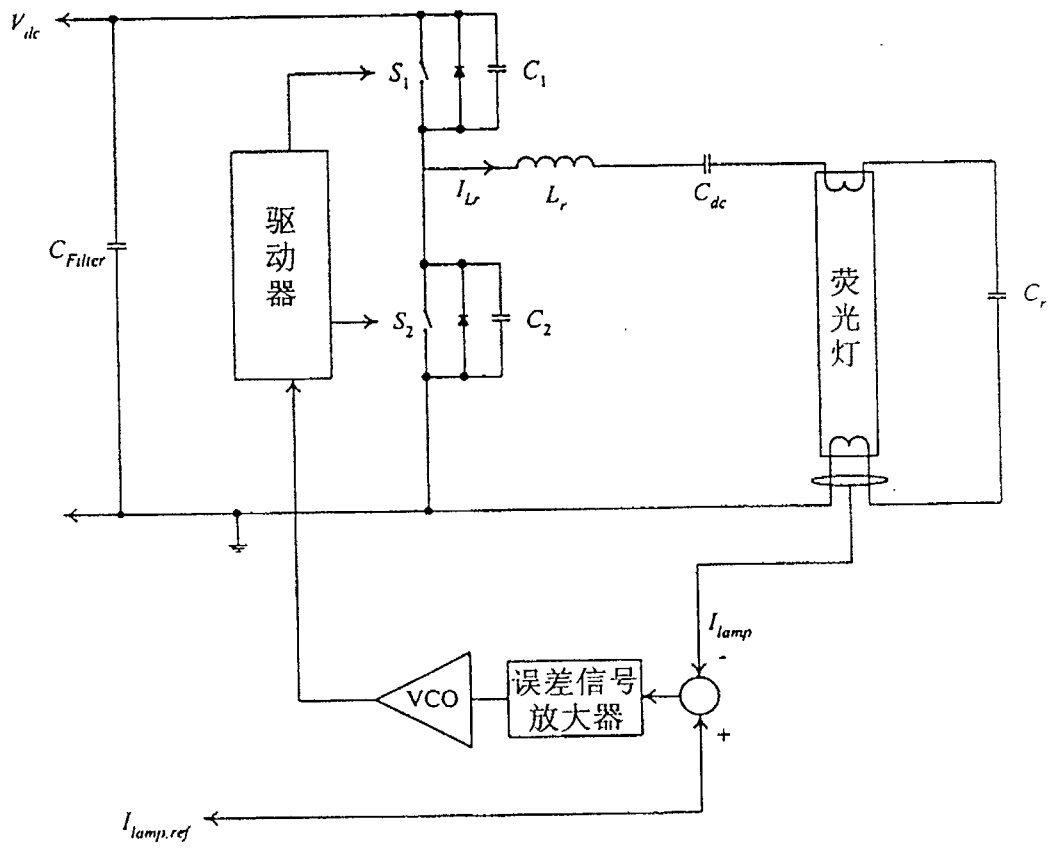 V_dc
S_1
C_1
I_Lr
L_r
C_dc
驱动器
C_Filter
S_2
C_2
荧光灯
C_r
I_lamp
-
VCO
误差信号
放大器
+
I_lamp,ref